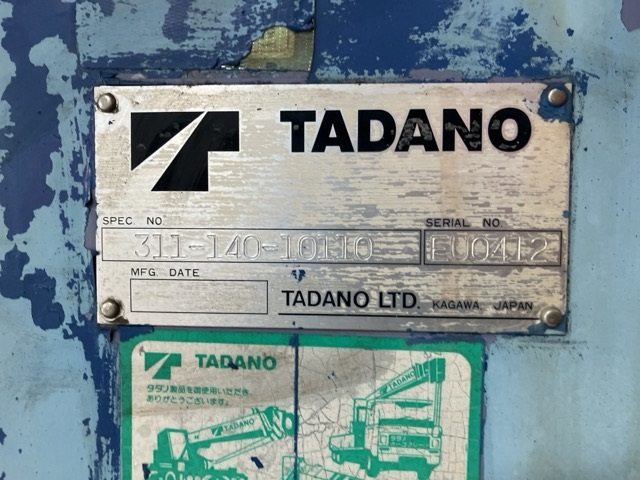 TADANO
SPEC. NO.
SERIAL NO.
311-140-10110
EU0412
MFG. DATE
TADANO LTD. KAGAWA JAPAN
TADANO
タダノ製品を御使用いただき
ありがとうございます。
TADANO
TADANO